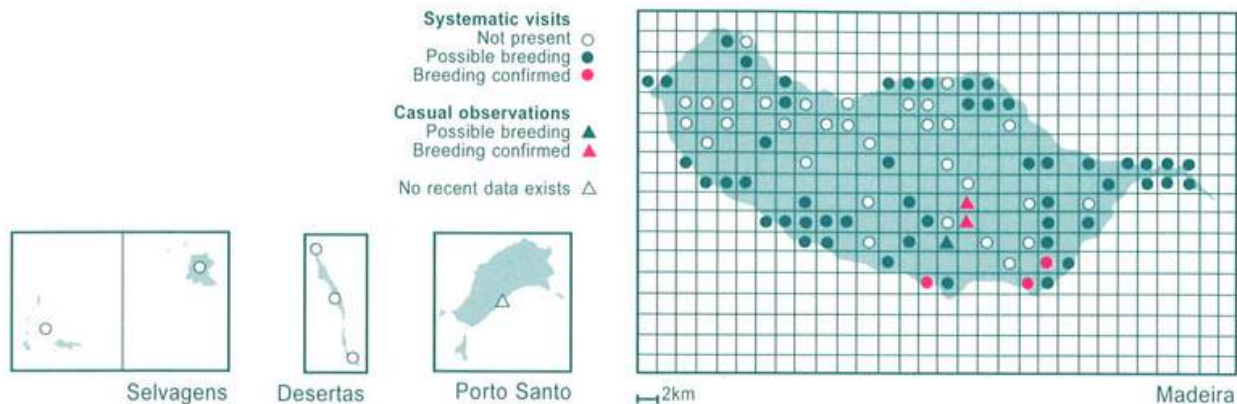 Systematic visits
Not present
Possible breeding
Breeding confirmed
Casual observations
Possible breeding
Breeding confirmed
No recent data exists
Selvagens
Desertas
Porto Santo
2km
Madeira